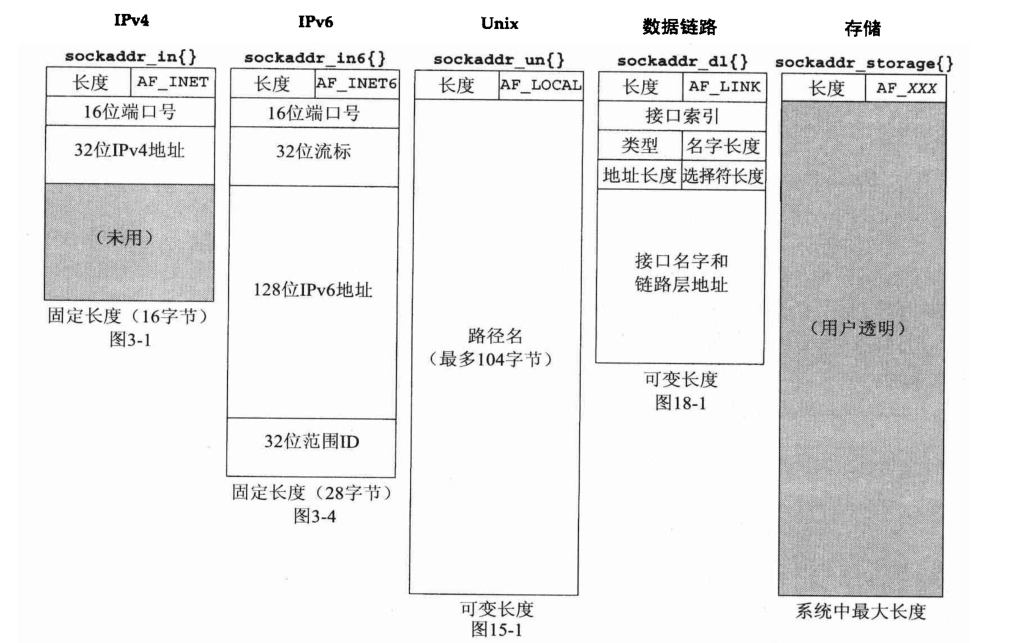 IPv4
sockaddr_in{}
长度 AF_INET
16位端口号
32位IPv4地址
（未用）
固定长度（16字节）
图3-1
IPv6
sockaddr_in6{}
长度 AF_INET6
16位端口号
32位流标
128位IPv6地址
32位范围ID
固定长度（28字节）
图3-4
Unix
sockaddr_un{}
长度 AF_LOCAL
路径名
（最多104字节）
可变长度
图15-1
数据链路
sockaddr_dl{}
长度 AF_LINK
接口索引
类型 名字长度
地址长度 选择符长度
接口名字和
链路层地址
可变长度
图18-1
存储
sockaddr_storage{}
长度 AF_XXX
（用户透明）
系统中最大长度